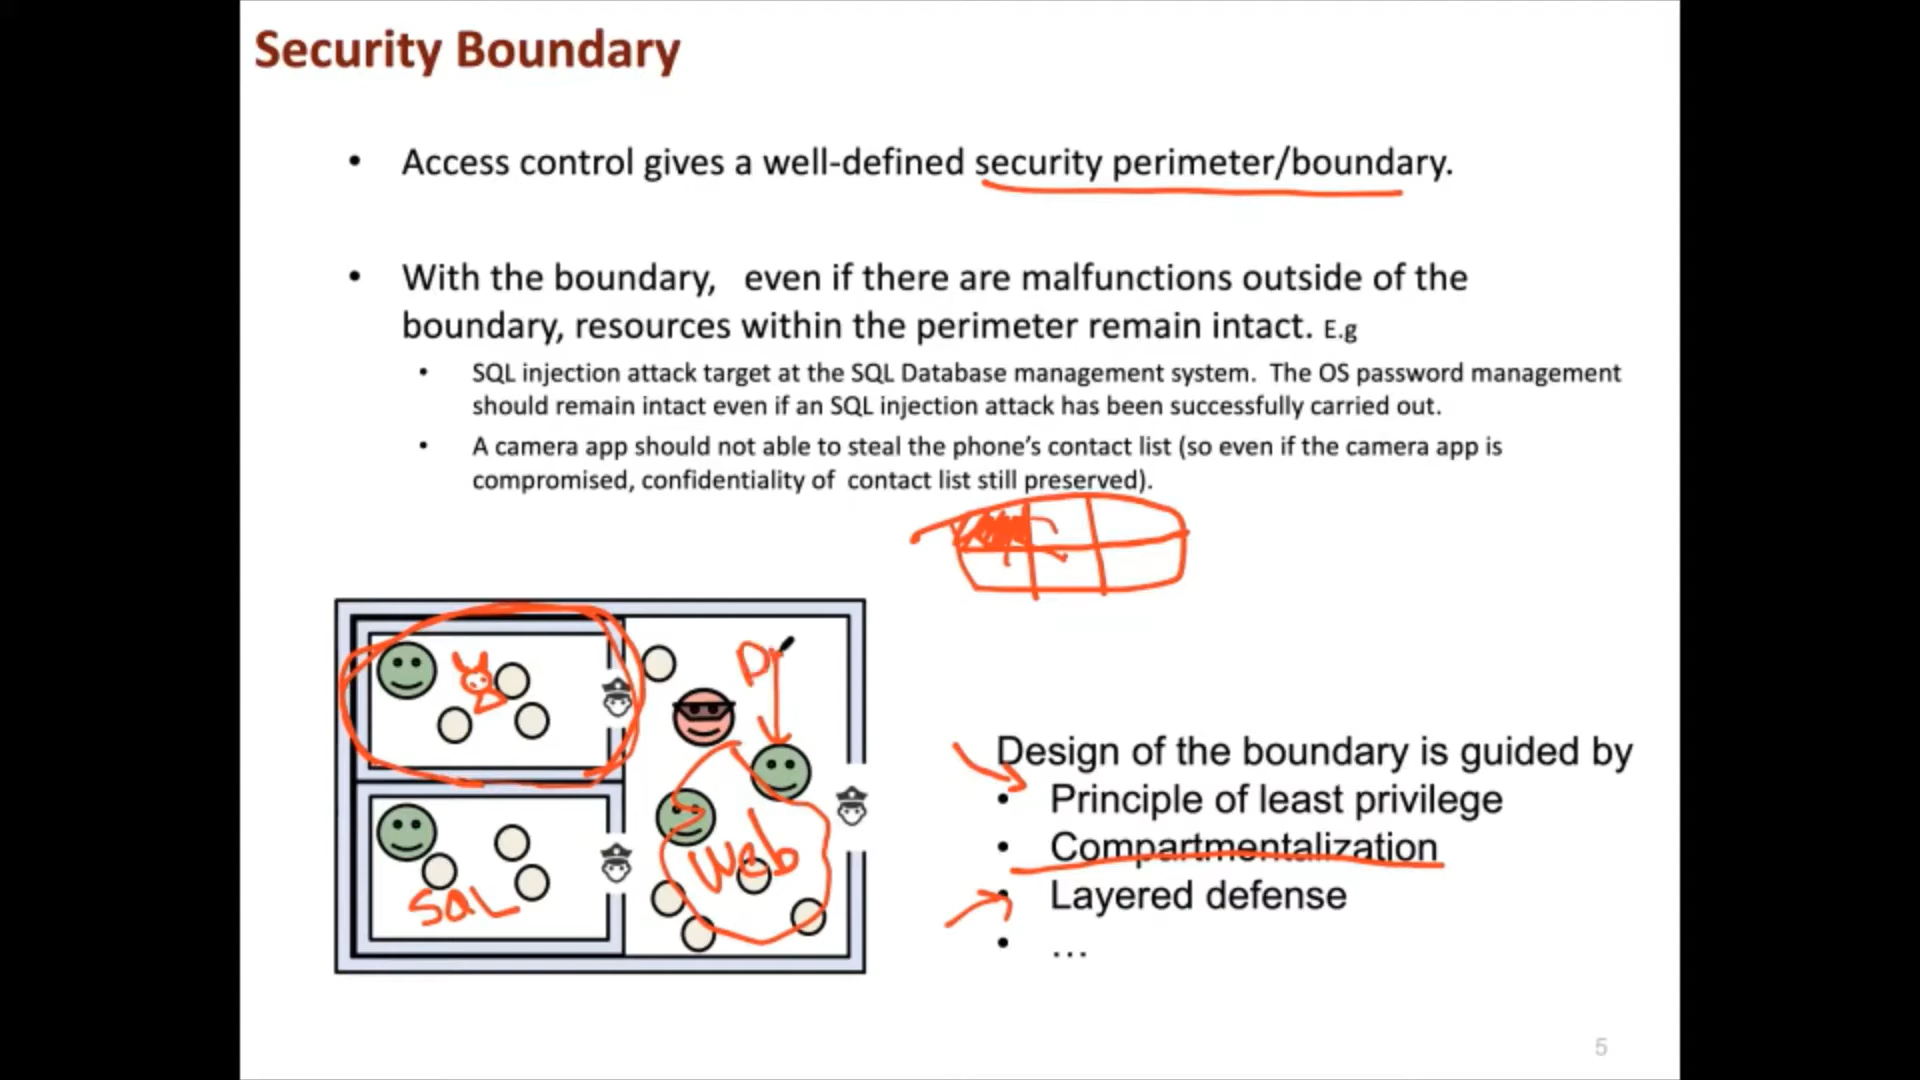 Security Boundary
• Access control gives a well-defined security perimeter/boundary.
• With the boundary, even if there are malfunctions outside of the
boundary, resources within the perimeter remain intact. E.g
• SQL injection attack target at the SQL Database management system. The OS password management
should remain intact even if an SQL injection attack has been successfully carried out.
• A camera app should not able to steal the phone's contact list (so even if the camera app is
compromised, confidentiality of contact list still preserved).
Web
SQL
Design of the boundary is guided by
• Principle of least privilege
• Compartmentalization
• Layered defense
• ...
5